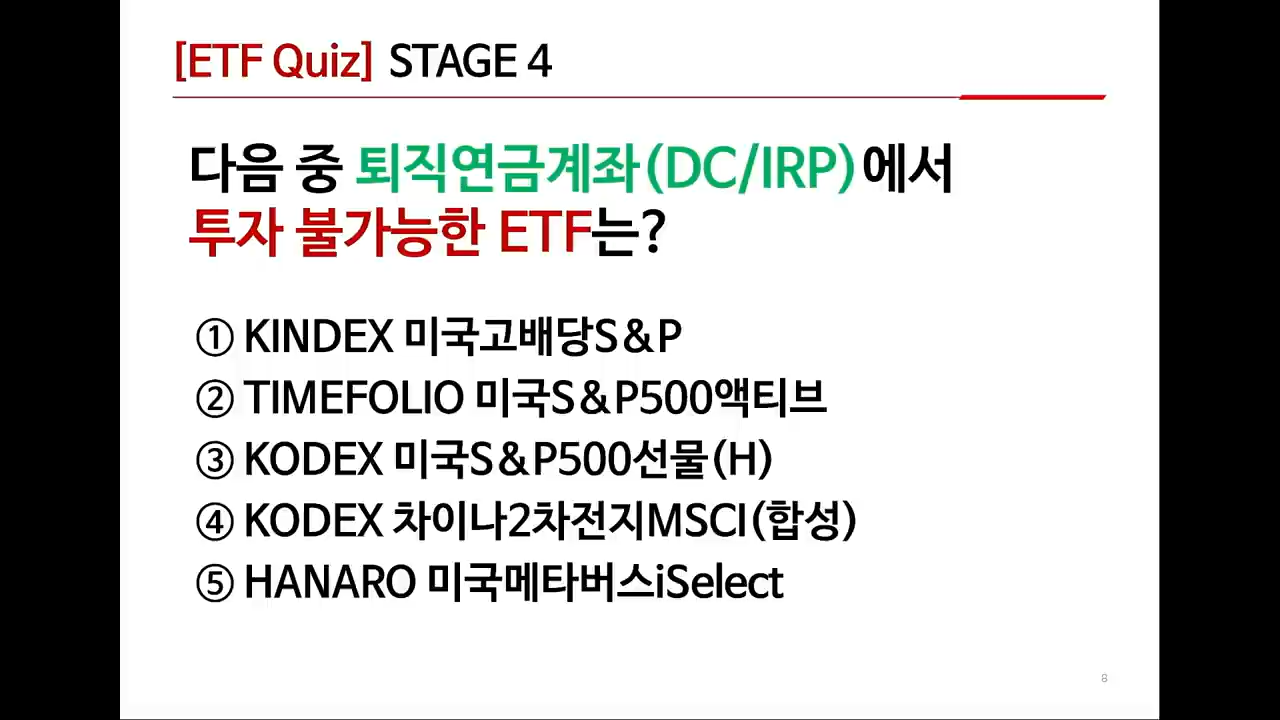 [ETF Quiz] STAGE 4
다음 중 퇴직연금계좌(DC/IRP)에서
투자 불가능한 ETF는?
① KINDEX 미국고배당S&P
② TIMEFOLIO 미국S&P500액티브
③ KODEX 미국S&P500선물(H)
④ KODEX 차이나2차전지MSCI(합성)
⑤ HANARO 미국메타버스iSelect
8